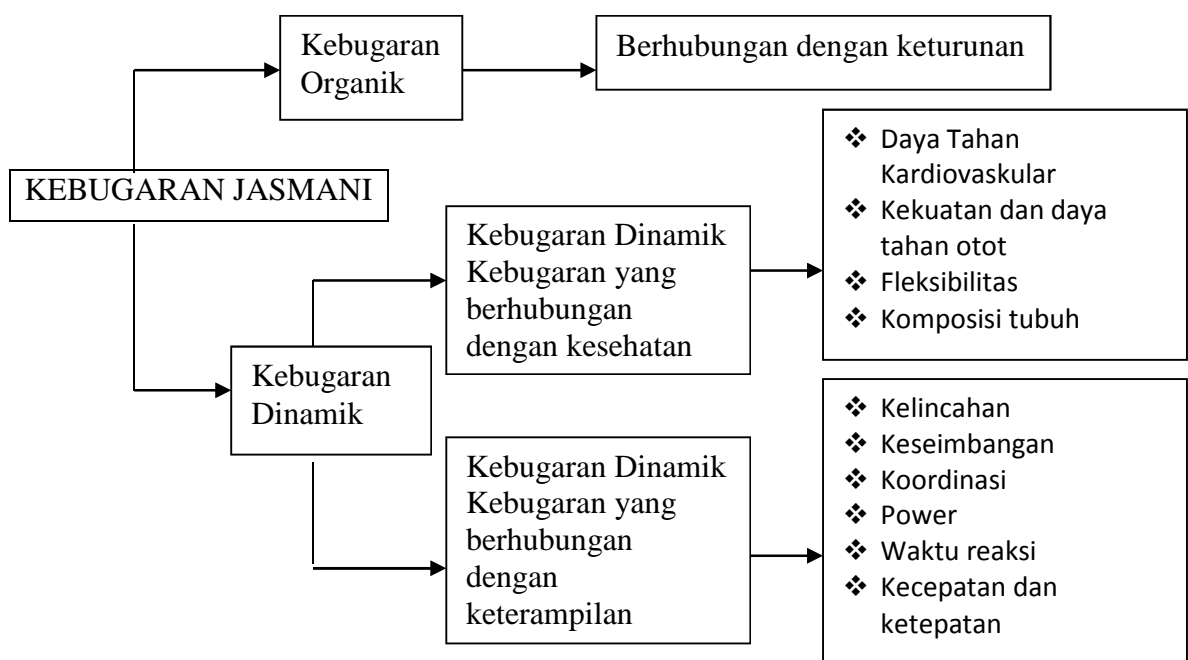 Kebugaran
Organik
Berhubungan dengan keturunan
KEBUGARAN JASMANI
Kebugaran
Dinamik
Kebugaran Dinamik
Kebugaran yang
berhubungan
dengan kesehatan
❖ Daya Tahan
Kardiovaskular
❖ Kekuatan dan daya
tahan otot
❖ Fleksibilitas
❖ Komposisi tubuh
Kebugaran Dinamik
Kebugaran yang
berhubungan
dengan
keterampilan
❖ Kelincahan
❖ Keseimbangan
❖ Koordinasi
❖ Power
❖ Waktu reaksi
❖ Kecepatan dan
ketepatan